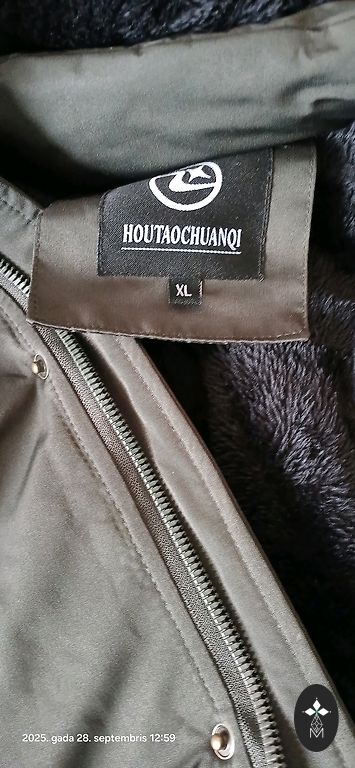 HOUTAOCHUANQI
XL
2025. gada 28. septembris 12:59
M